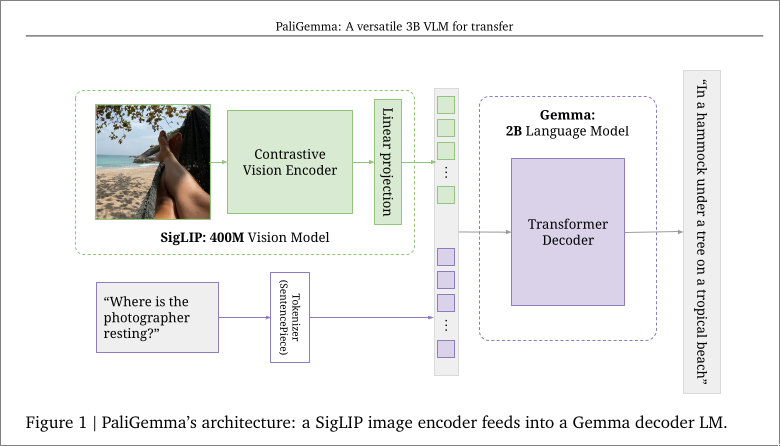 PaliGemma: A versatile 3B VLM for transfer
Contrastive
Vision Encoder
Linear projection
SigLIP: 400M Vision Model
“Where is the
photographer
resting?”
Tokenizer
(SentencePiece)
...
...
Gemma:
2B Language Model
Transformer
Decoder
“In a hammock under a tree on a tropical beach”
Figure 1 | PaliGemma’s architecture: a SigLIP image encoder feeds into a Gemma decoder LM.